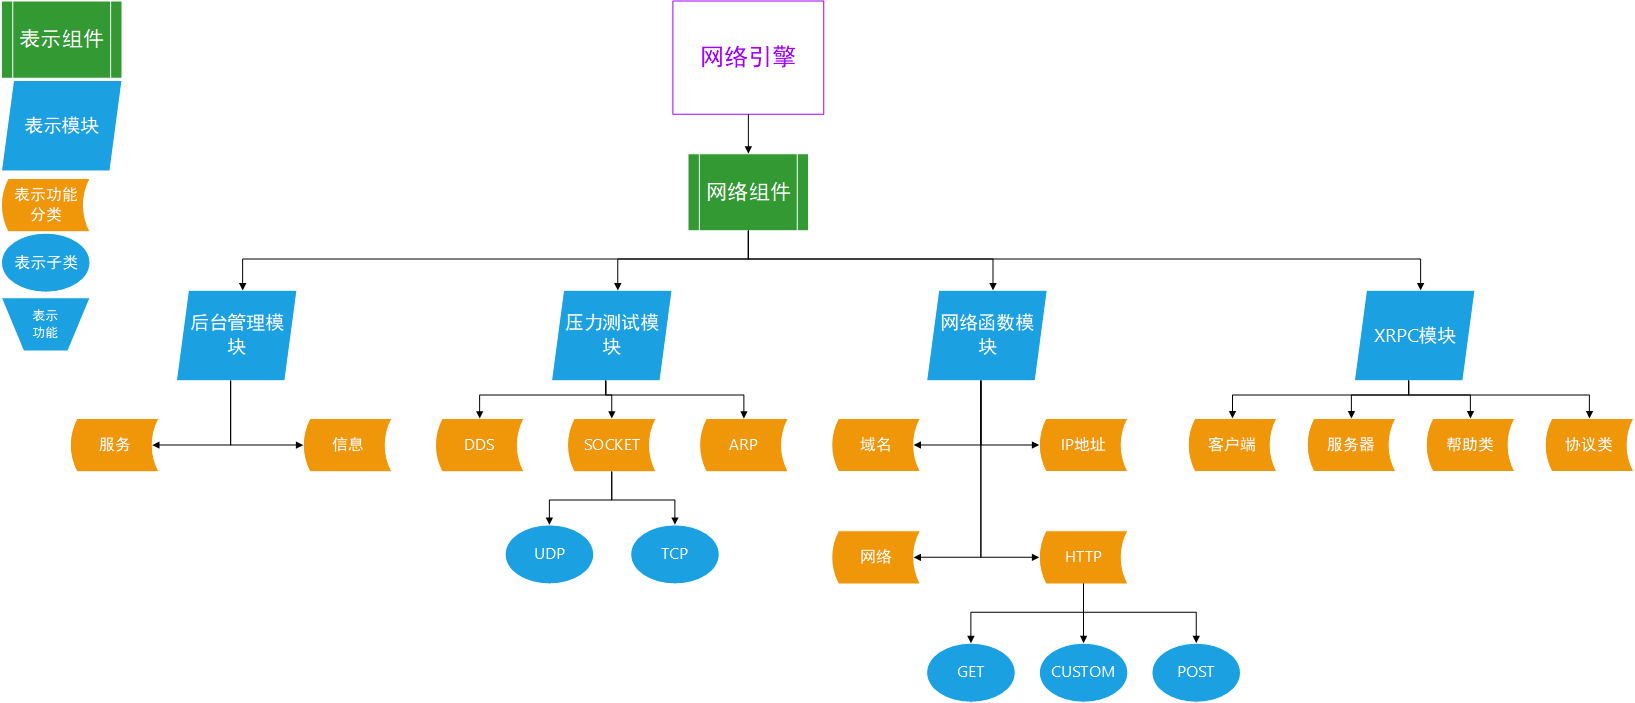 表示组件
表示模块
表示功能
分类
表示子类
表示
功能
网络引擎
网络组件
后台管理模
块
压力测试模
块
网络函数模
块
XRPC模块
服务
信息
DDS
SOCKET
ARP
域名
IP地址
客户端
服务器
帮助类
协议类
UDP
TCP
网络
HTTP
GET
CUSTOM
POST